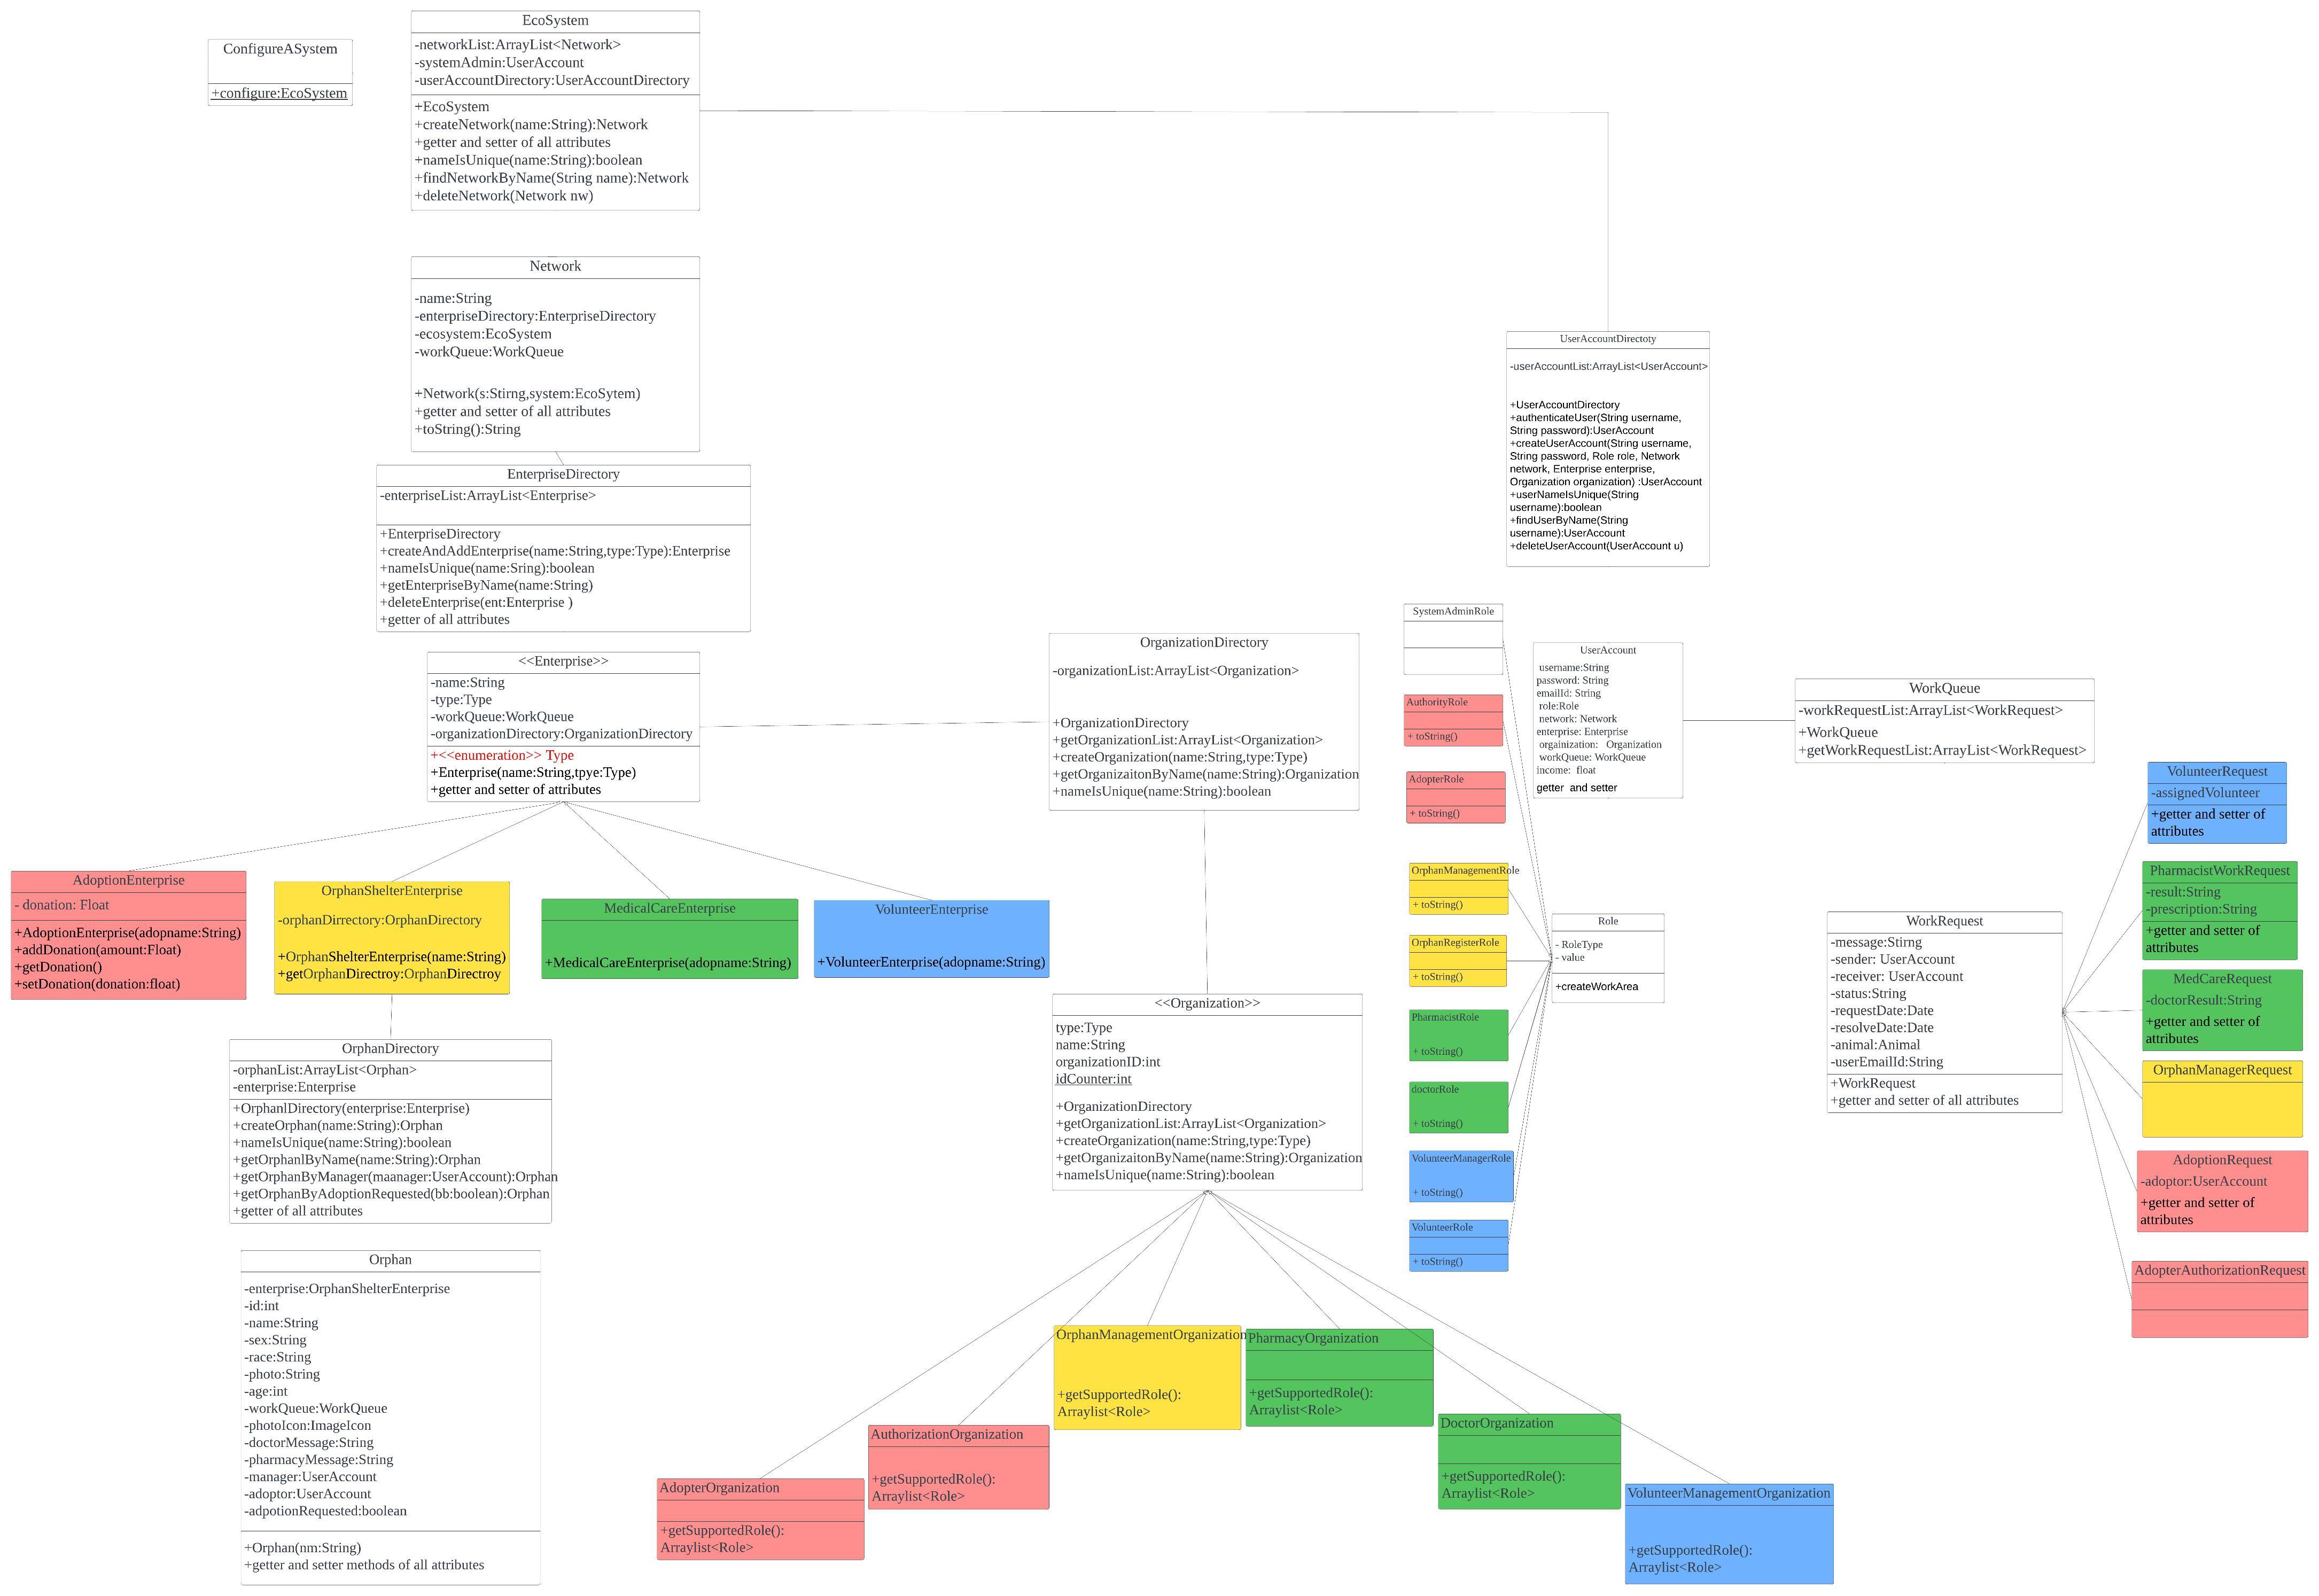 ConfigureASystem
+configure:EcoSystem
EcoSystem
-networkList:ArrayList<Network>
-systemAdmin:UserAccount
-userAccountDirectory:UserAccountDirectory
+EcoSystem
+createNetwork(name:String):Network
+getter and setter of all attributes
+nameIsUnique(name:String):boolean
+findNetworkByName(String name):Network
+deleteNetwork(Network nw)
Network
-name:String
-enterpriseDirectory:EnterpriseDirectory
-ecosystem:EcoSystem
-workQueue:WorkQueue
+Network(s:Stirng,system:EcoSytem)
+getter and setter of all attributes
+toString():String
EnterpriseDirectory
-enterpriseList:ArrayList<Enterprise>
+EnterpriseDirectory
+createAndAddEnterprise(name:String,type:Type):Enterprise
+nameIsUnique(name:Sring):boolean
+getEnterpriseByName(name:String)
+deleteEnterprise(ent:Enterprise )
+getter of all attributes
<<Enterprise>>
-name:String
-type:Type
-workQueue:WorkQueue
-organizationDirectory:OrganizationDirectory
+<<enumeration>> Type
+Enterprise(name:String,tpye:Type)
+getter and setter of attributes
AdoptionEnterprise
- donation: Float
+AdoptionEnterprise(adopname:String)
+addDonation(amount:Float)
+getDonation()
+setDonation(donation:float)
OrphanShelterEnterprise
-orphanDirrectory:OrphanDirectory
+OrphanShelterEnterprise(name:String)
+getOrphanDirectroy:OrphanDirectroy
MedicalCareEnterprise
+MedicalCareEnterprise(adopname:String)
VolunteerEnterprise
+VolunteerEnterprise(adopname:String)
OrphanDirectory
-orphanList:ArrayList<Orphan>
-enterprise:Enterprise
+OrphanlDirectory(enterprise:Enterprise)
+createOrphan(name:String):Orphan
+nameIsUnique(name:String):boolean
+getOrphanlByName(name:String):Orphan
+getOrphanByManager(maanager:UserAccount):Orphan
+getOrphanByAdoptionRequested(bb:boolean):Orphan
+getter of all attributes
Orphan
-enterprise:OrphanShelterEnterprise
-id:int
-name:String
-sex:String
-race:String
-photo:String
-age:int
-workQueue:WorkQueue
-photoIcon:ImageIcon
-doctorMessage:String
-pharmacyMessage:String
-manager:UserAccount
-adoptor:UserAccount
-adpotionRequested:boolean
+Orphan(nm:String)
+getter and setter methods of all attributes
OrganizationDirectory
-organizationList:ArrayList<Organization>
+OrganizationDirectory
+getOrganizationList:ArrayList<Organization>
+createOrganization(name:String,type:Type)
+getOrganizaitonByName(name:String):Organization
+nameIsUnique(name:String):boolean
<<Organization>>
type:Type
name:String
organizationID:int
idCounter:int
+OrganizationDirectory
+getOrganizationList:ArrayList<Organization>
+createOrganization(name:String,type:Type)
+getOrganizaitonByName(name:String):Organization
+nameIsUnique(name:String):boolean
AdopterOrganization
+getSupportedRole():
Arraylist<Role>
AuthorizationOrganization
+getSupportedRole():
Arraylist<Role>
OrphanManagementOrganization
+getSupportedRole():
Arraylist<Role>
PharmacyOrganization
+getSupportedRole():
Arraylist<Role>
DoctorOrganization
+getSupportedRole():
Arraylist<Role>
VolunteerManagementOrganization
+getSupportedRole():
Arraylist<Role>
UserAccountDirectoty
-userAccountList:ArrayList<UserAccount>
+UserAccountDirectory
+authenticateUser(String username,
String password):UserAccount
+createUserAccount(String username,
String password, Role role, Network
network, Enterprise enterprise,
Organization organization) :UserAccount
+userNameIsUnique(String
username):boolean
+findUserByName(String
username):UserAccount
+deleteUserAccount(UserAccount u)
SystemAdminRole
AuthorityRole
+ toString()
AdopterRole
+ toString()
OrphanManagementRole
+ toString()
OrphanRegisterRole
+ toString()
PharmacistRole
+ toString()
doctorRole
+ toString()
VolunteerManagerRole
+ toString()
VolunteerRole
+ toString()
UserAccount
username:String
password: String
emailId: String
role:Role
network: Network
enterprise: Enterprise
orgainization: Organization
workQueue: WorkQueue
income: float
getter and setter
Role
- RoleType
- value
+createWorkArea
WorkQueue
-workRequestList:ArrayList<WorkRequest>
+WorkQueue
+getWorkRequestList:ArrayList<WorkRequest>
WorkRequest
-message:Stirng
-sender: UserAccount
-receiver: UserAccount
-status:String
-requestDate:Date
-resolveDate:Date
-animal:Animal
-userEmailId:String
+WorkRequest
+getter and setter of all attributes
VolunteerRequest
-assignedVolunteer
+getter and setter of
attributes
PharmacistWorkRequest
-result:String
-prescription:String
+getter and setter of
attributes
MedCareRequest
-doctorResult:String
+getter and setter of
attributes
OrphanManagerRequest
AdoptionRequest
-adoptor:UserAccount
+getter and setter of
attributes
AdopterAuthorizationRequest